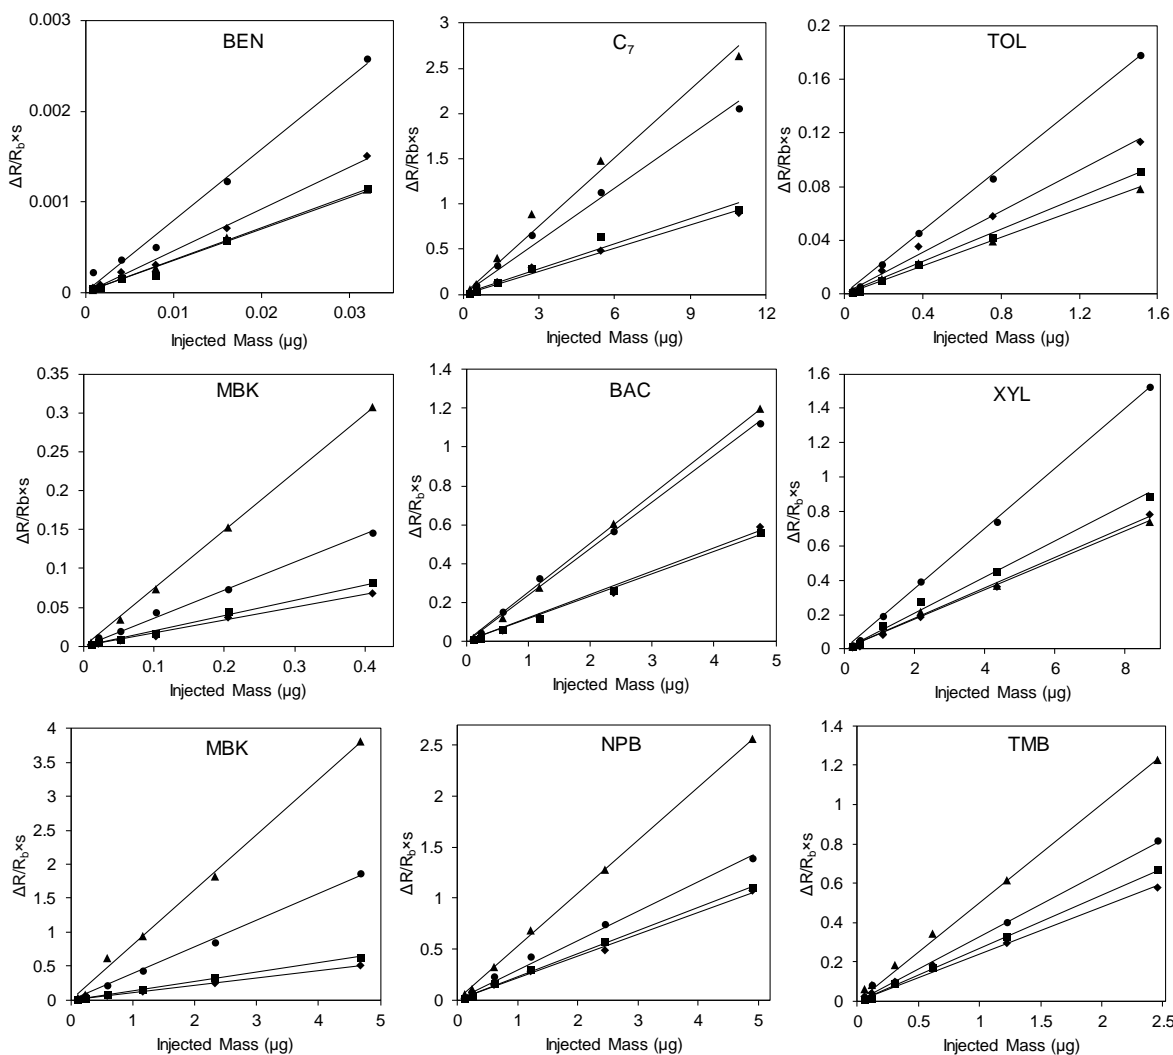 BEN
ΔR/R_b×s
0.003
0.002
0.001
0
0 0.01 0.02 0.03
Injected Mass (µg)
C₇
ΔR/Rb×s
3
2.5
2
1.5
1
0.5
0
0 3 6 9 12
Injected Mass (µg)
TOL
ΔR/Rb×s
0.2
0.16
0.12
0.08
0.04
0
0 0.4 0.8 1.2 1.6
Injected Mass (µg)
MBK
ΔR/Rb×s
0.35
0.3
0.25
0.2
0.15
0.1
0.05
0
0 0.1 0.2 0.3 0.4
Injected Mass (µg)
BAC
ΔR/R_b×s
1.4
1.2
1
0.8
0.6
0.4
0.2
0
0 1 2 3 4 5
Injected Mass (µg)
XYL
ΔR/R_b×s
1.6
1.4
1.2
1
0.8
0.6
0.4
0.2
0
0 2 4 6 8
Injected Mass (µg)
MBK
ΔR/R_b×s
4
3.5
3
2.5
2
1.5
1
0.5
0
0 1 2 3 4 5
Injected Mass (µg)
NPB
ΔR/R_b×s
2.5
2
1.5
1
0.5
0
0 1 2 3 4 5
Injected Mass (µg)
TMB
ΔR/R_b×s
1.4
1.2
1
0.8
0.6
0.4
0.2
0
0 0.5 1 1.5 2 2.5
Injected Mass (µg)